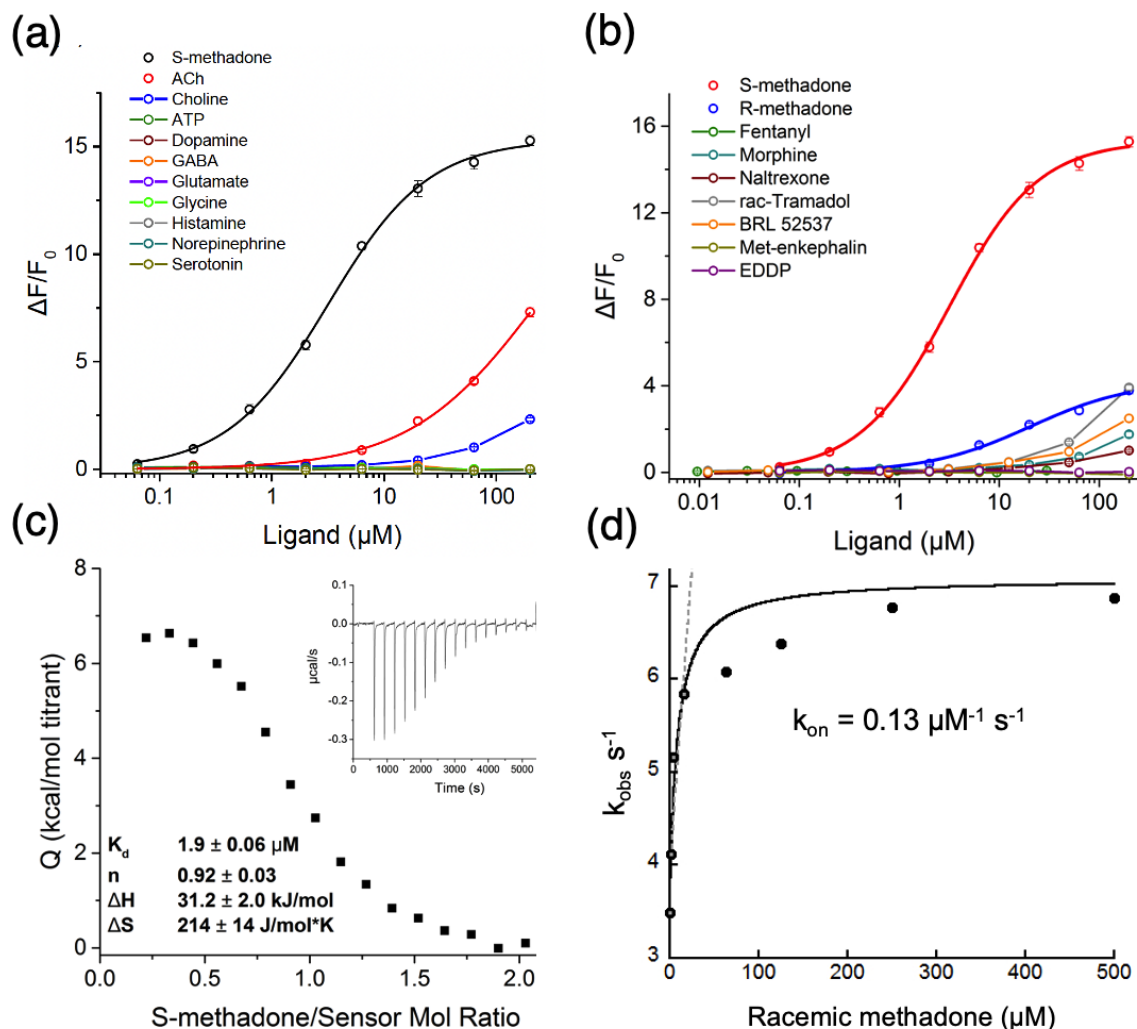 (a)
S-methadone
ACh
Choline
ATP
Dopamine
GABA
Glutamate
Glycine
Histamine
Norepinephrine
Serotonin
15
10
5
0
ΔF/F0
0.1
1
10
100
Ligand (µM)
(b)
S-methadone
R-methadone
Fentanyl
Morphine
Naltrexone
rac-Tramadol
BRL 52537
Met-enkephalin
EDDP
16
12
8
4
0
ΔF/F0
0.01
0.1
1
10
100
Ligand (µM)
(c)
8
6
4
2
0
Q (kcal/mol titrant)
0.1
0.0
-0.1
-0.2
-0.3
µcal/s
0 1000 2000 3000 4000 5000
Time (s)
Kd 1.9 ± 0.06 µM
n 0.92 ± 0.03
ΔH 31.2 ± 2.0 kJ/mol
ΔS 214 ± 14 J/mol*K
0.0 0.5 1.0 1.5 2.0
S-methadone/Sensor Mol Ratio
(d)
7
6
5
4
3
kobs s-1
kon = 0.13 µM-1 s-1
0 100 200 300 400 500
Racemic methadone (µM)